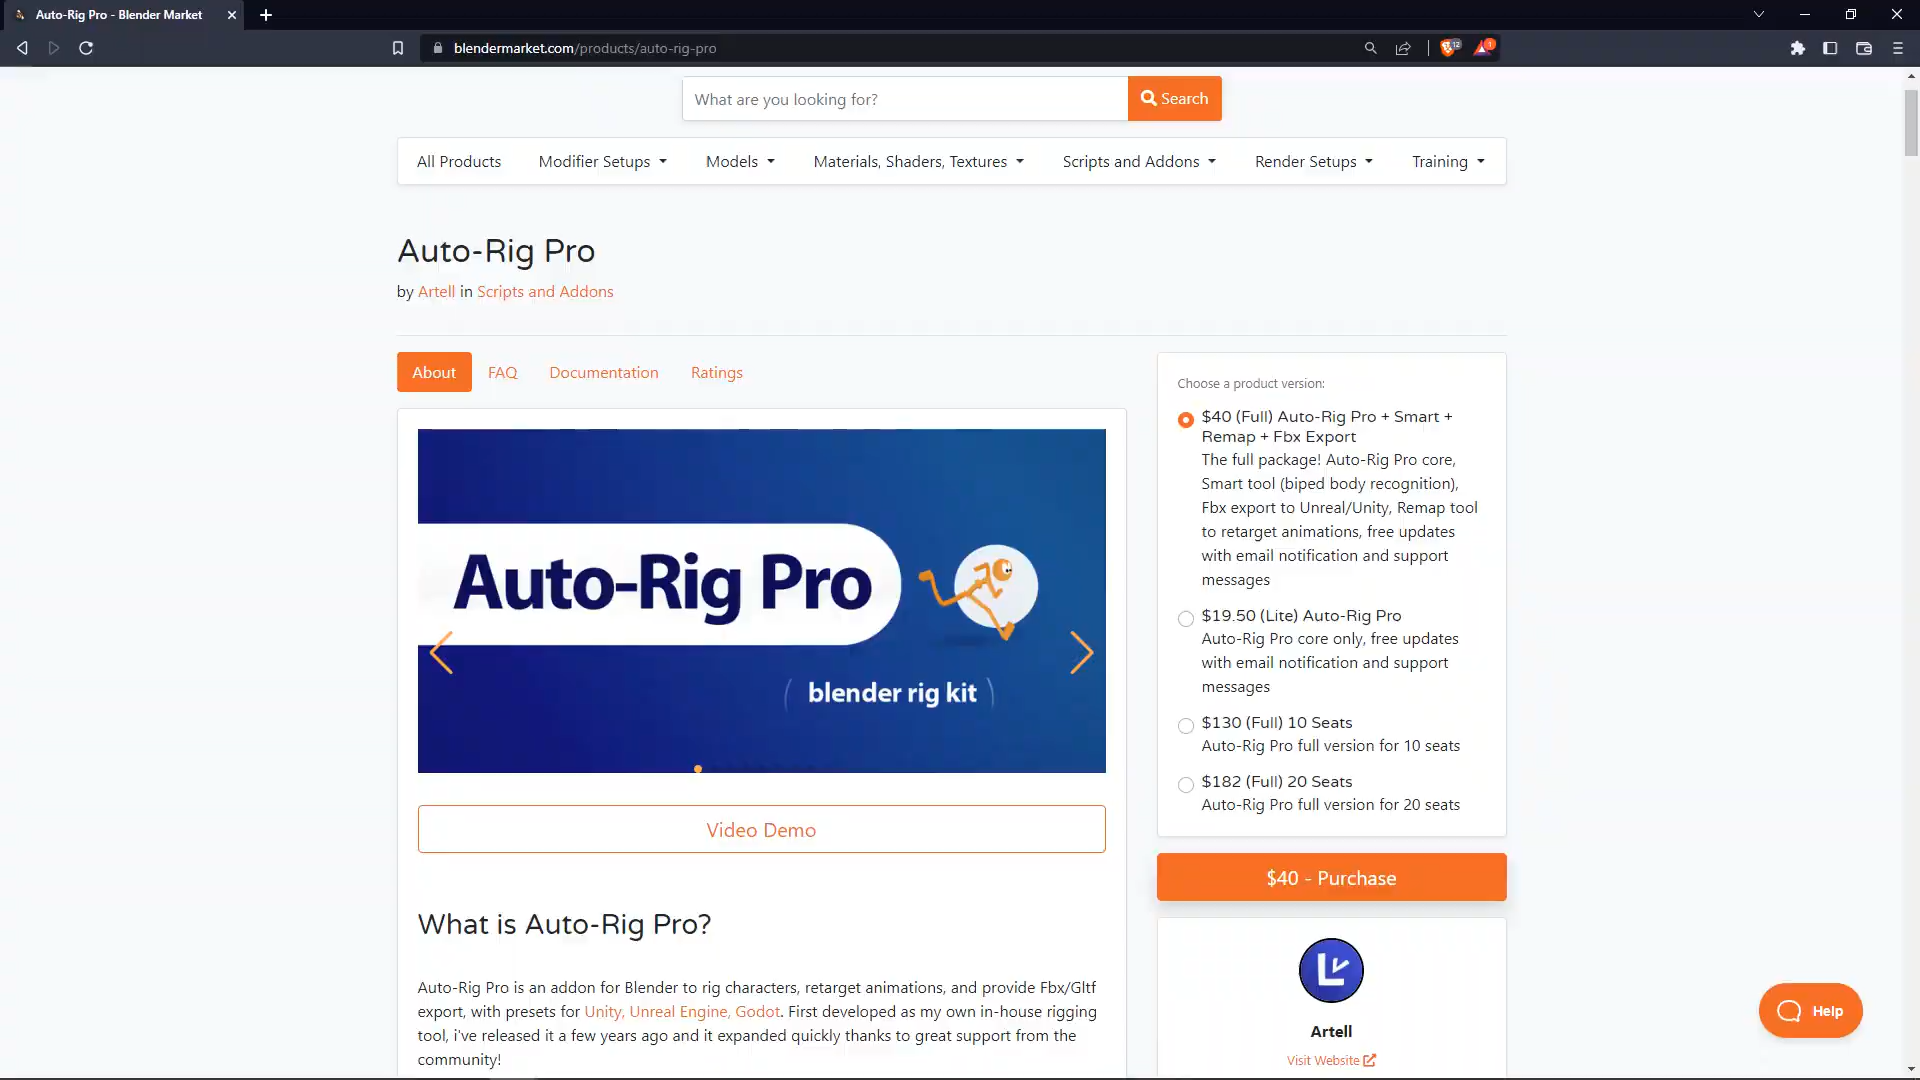 Auto-Rig Pro - Blender Market
blendermarket.com/products/auto-rig-pro
12
1
What are you looking for?
Search
All Products
Modifier Setups
Models
Materials, Shaders, Textures
Scripts and Addons
Render Setups
Training
Auto-Rig Pro
by Artell in Scripts and Addons
About
FAQ
Documentation
Ratings
Auto-Rig Pro
blender rig kit
Video Demo
What is Auto-Rig Pro?
Auto-Rig Pro is an addon for Blender to rig characters, retarget animations, and provide Fbx/Gltf
export, with presets for Unity, Unreal Engine, Godot. First developed as my own in-house rigging
tool, i've released it a few years ago and it expanded quickly thanks to great support from the
community!
Choose a product version:
$40 (Full) Auto-Rig Pro + Smart +
Remap + Fbx Export
The full package! Auto-Rig Pro core,
Smart tool (biped body recognition),
Fbx export to Unreal/Unity, Remap tool
to retarget animations, free updates
with email notification and support
messages
$19.50 (Lite) Auto-Rig Pro
Auto-Rig Pro core only, free updates
with email notification and support
messages
$130 (Full) 10 Seats
Auto-Rig Pro full version for 10 seats
$182 (Full) 20 Seats
Auto-Rig Pro full version for 20 seats
$40 - Purchase
Artell
Visit Website
Help